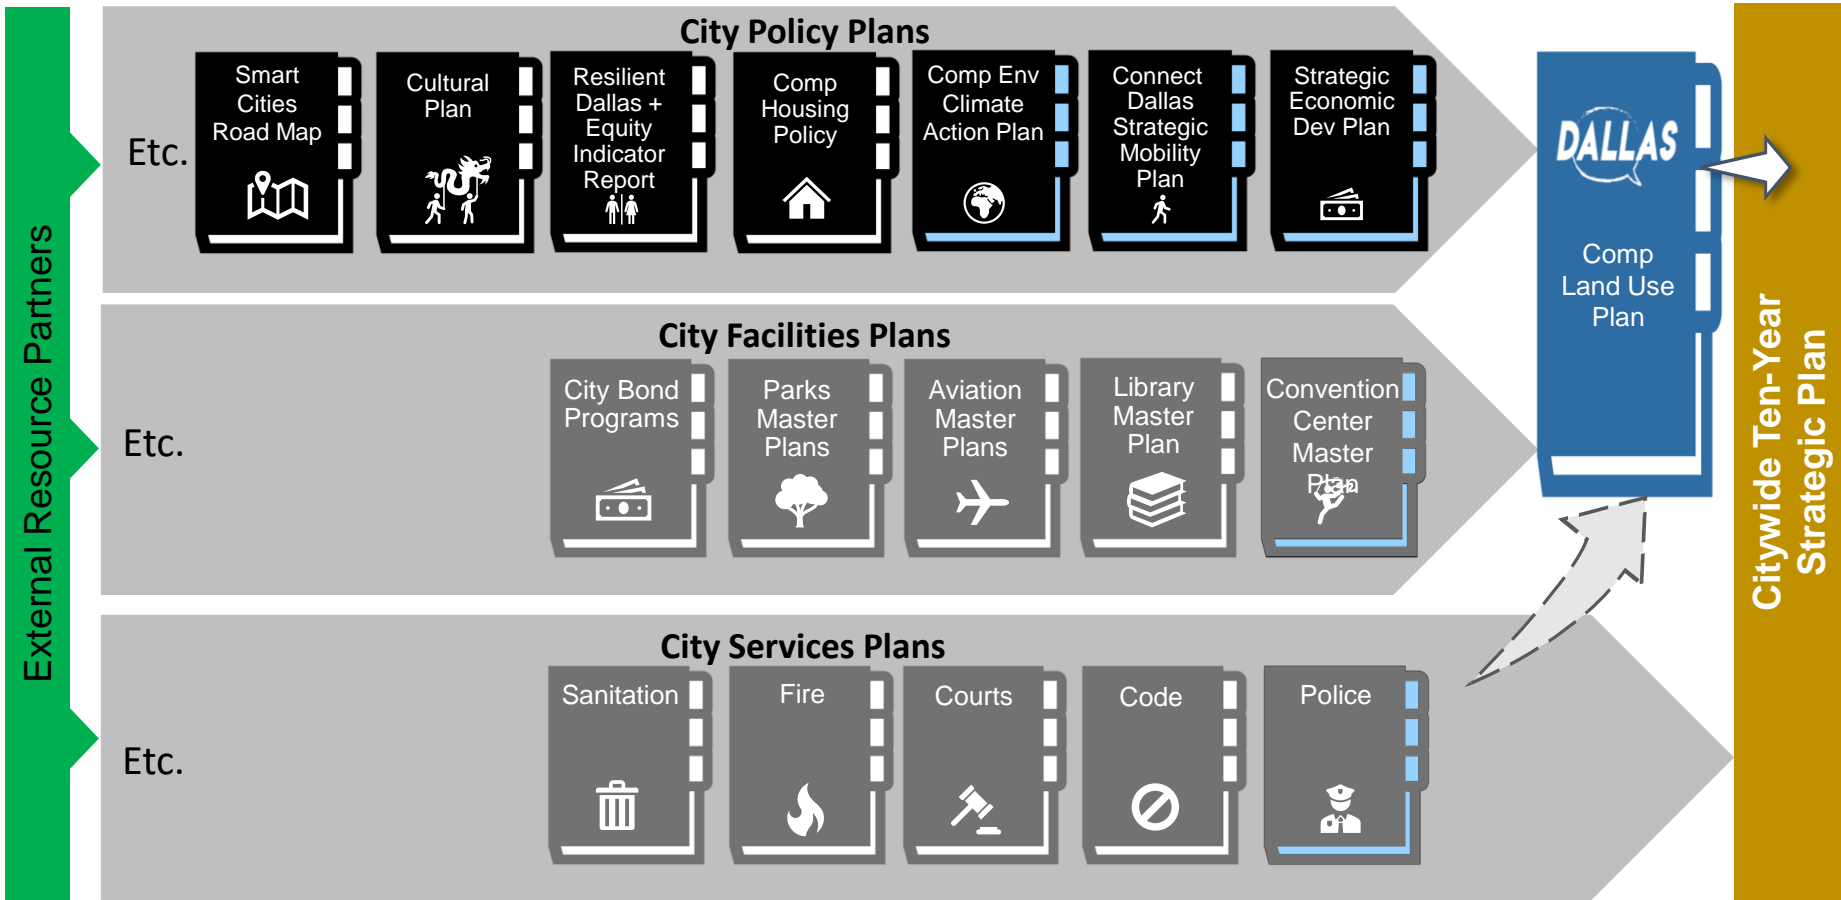 City Policy Plans
Etc.
Smart
Cities
Road Map
Cultural
Plan
Resilient
Dallas +
Equity
Indicator
Report
Comp
Housing
Policy
Comp Env
Climate
Action Plan
Connect
Dallas
Strategic
Mobility
Plan
Strategic
Economic
Dev Plan
DALLAS
Comp
Land Use
Plan
External Resource Partners
City Facilities Plans
Etc.
City Bond
Programs
Parks
Master
Plans
Aviation
Master
Plans
Library
Master
Plan
Convention
Center
Master
Plan
City Services Plans
Etc.
Sanitation
Fire
Courts
Code
Police
Citywide Ten-Year
Strategic Plan